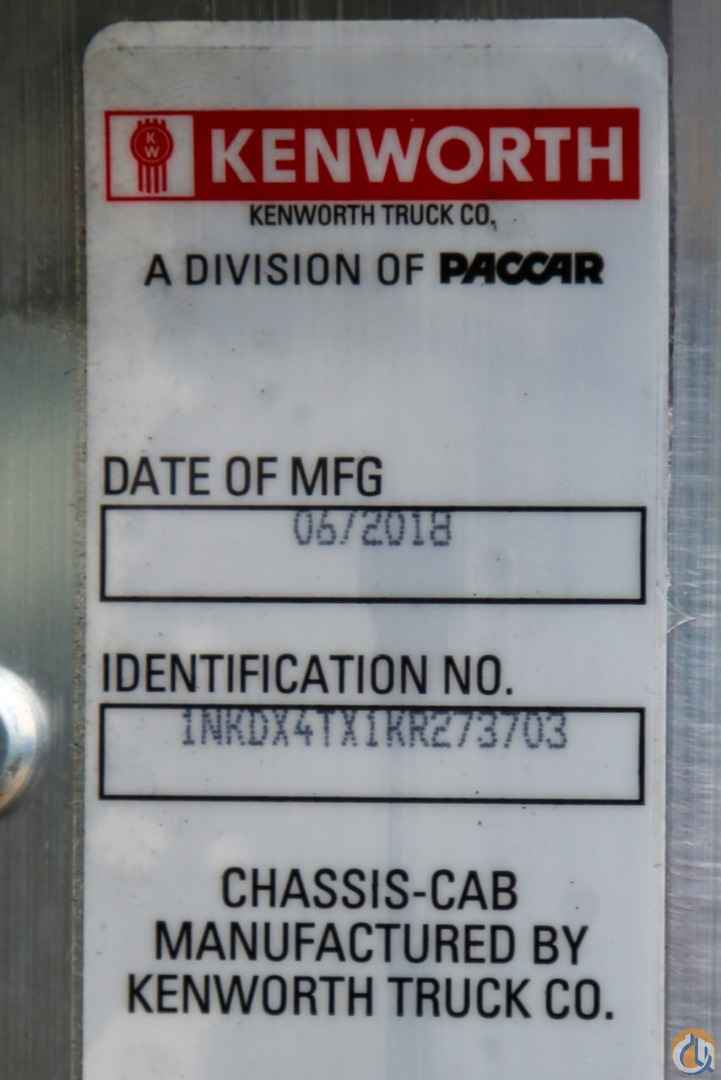 KW KENWORTH
KENWORTH TRUCK CO.
A DIVISION OF PACCAR
DATE OF MFG
06/2018
IDENTIFICATION NO.
1NKDX4TX1KR273703
CHASSIS-CAB
MANUFACTURED BY
KENWORTH TRUCK CO.